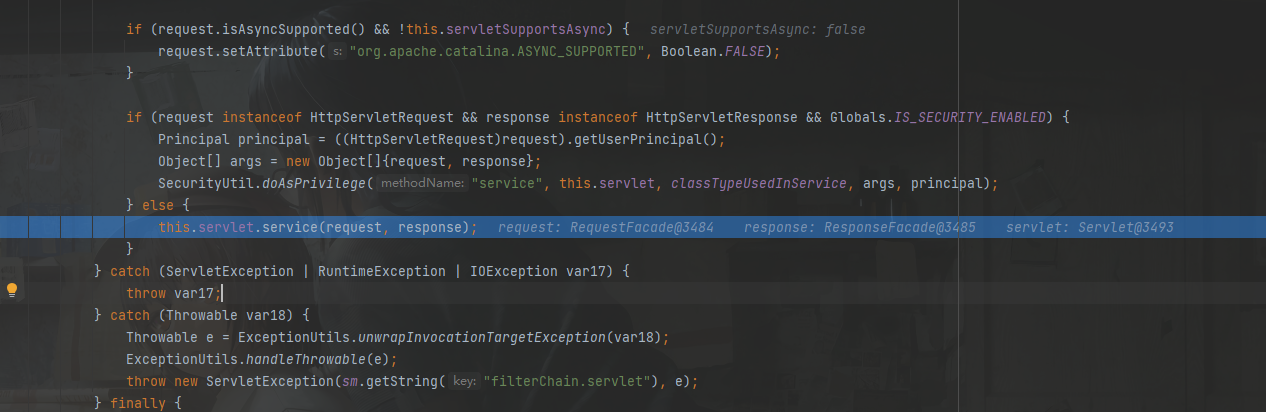 if (request.isAsyncSupported() && !this.servletSupportsAsync) { servletSupportsAsync: false
request.setAttribute( s: "org.apache.catalina.ASYNC_SUPPORTED", Boolean.FALSE);
}
if (request instanceof HttpServletRequest && response instanceof HttpServletResponse && Globals.IS_SECURITY_ENABLED) {
Principal principal = ((HttpServletRequest)request).getUserPrincipal();
Object[] args = new Object[]{request, response};
SecurityUtil.doAsPrivilege( methodName: "service", this.servlet, classTypeUsedInService, args, principal);
} else {
this.servlet.service(request, response); request: RequestFacade@3484 response: ResponseFacade@3485 servlet: Servlet@3493
}
} catch (ServletException | RuntimeException | IOException var17) {
throw var17;
} catch (Throwable var18) {
Throwable e = ExceptionUtils.unwrapInvocationTargetException(var18);
ExceptionUtils.handleThrowable(e);
throw new ServletException(sm.getString( key: "filterChain.servlet"), e);
} finally {